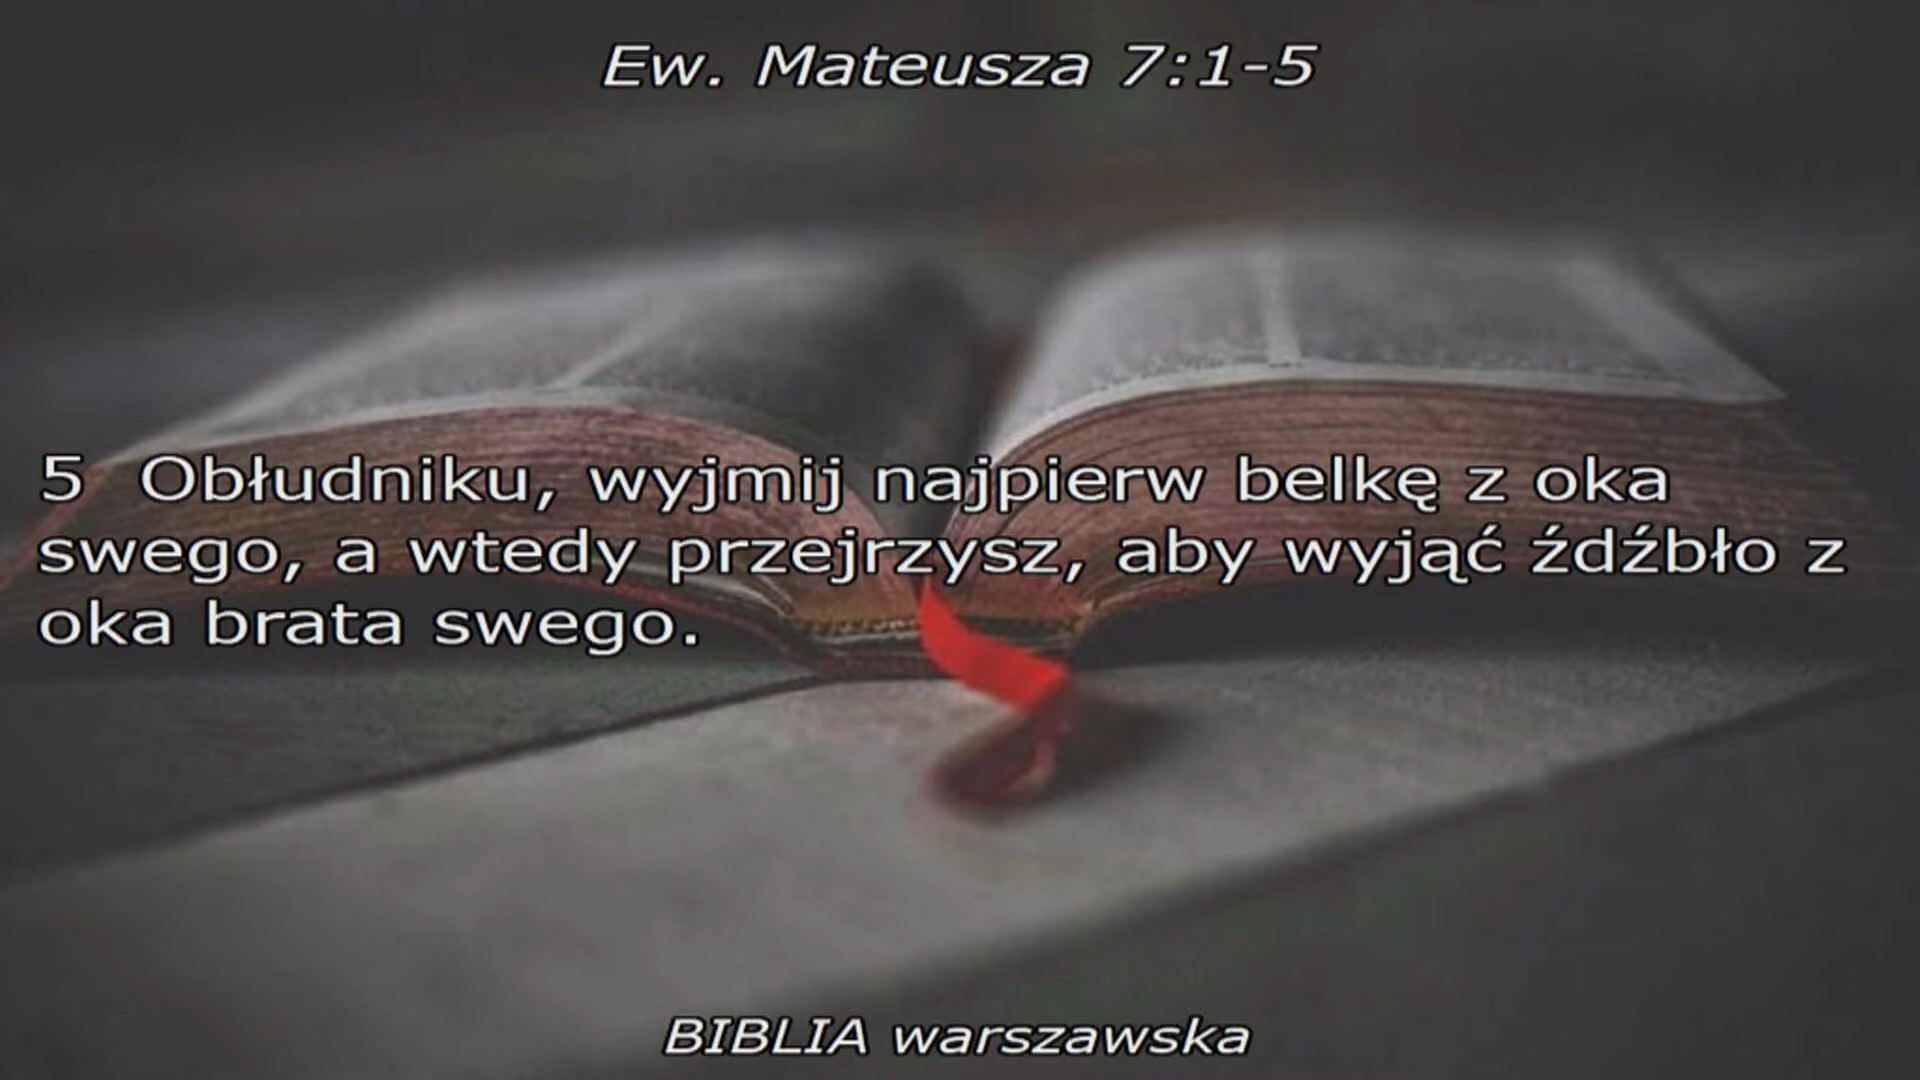 Ew. Mateusza 7:1-5
5 Obłudniku, wyjmij najpierw belkę z oka
swego, a wtedy przejrzysz, aby wyjąć źdźbło z
oka brata swego.
BIBLIA warszawska